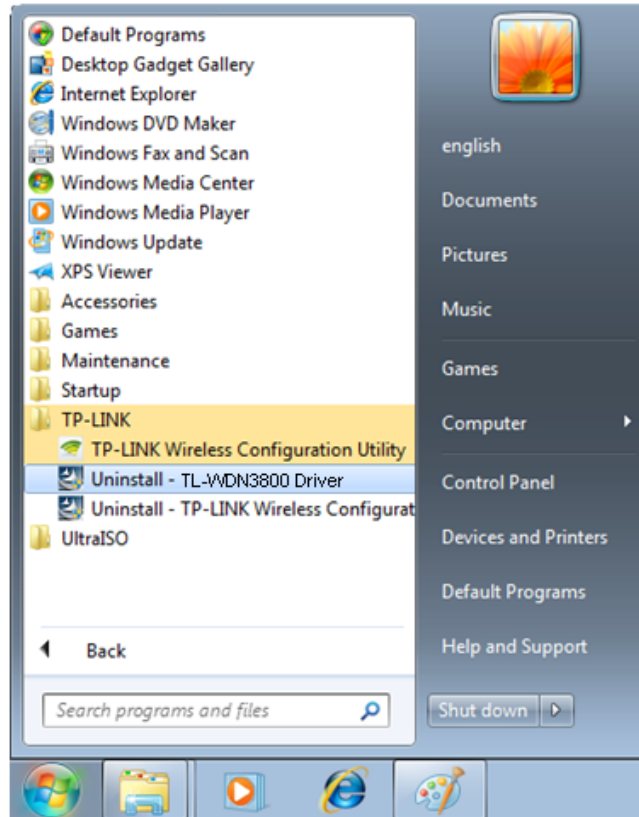 Default Programs
Desktop Gadget Gallery
Internet Explorer
Windows DVD Maker
Windows Fax and Scan
Windows Media Center
Windows Media Player
Windows Update
XPS Viewer
Accessories
Games
Maintenance
Startup
TP-LINK
TP-LINK Wireless Configuration Utility
Uninstall - TL-WDN3800 Driver
Uninstall - TP-LINK Wireless Configurat
UltraISO
Back
Search programs and files
english
Documents
Pictures
Music
Games
Computer
Control Panel
Devices and Printers
Default Programs
Help and Support
Shut down